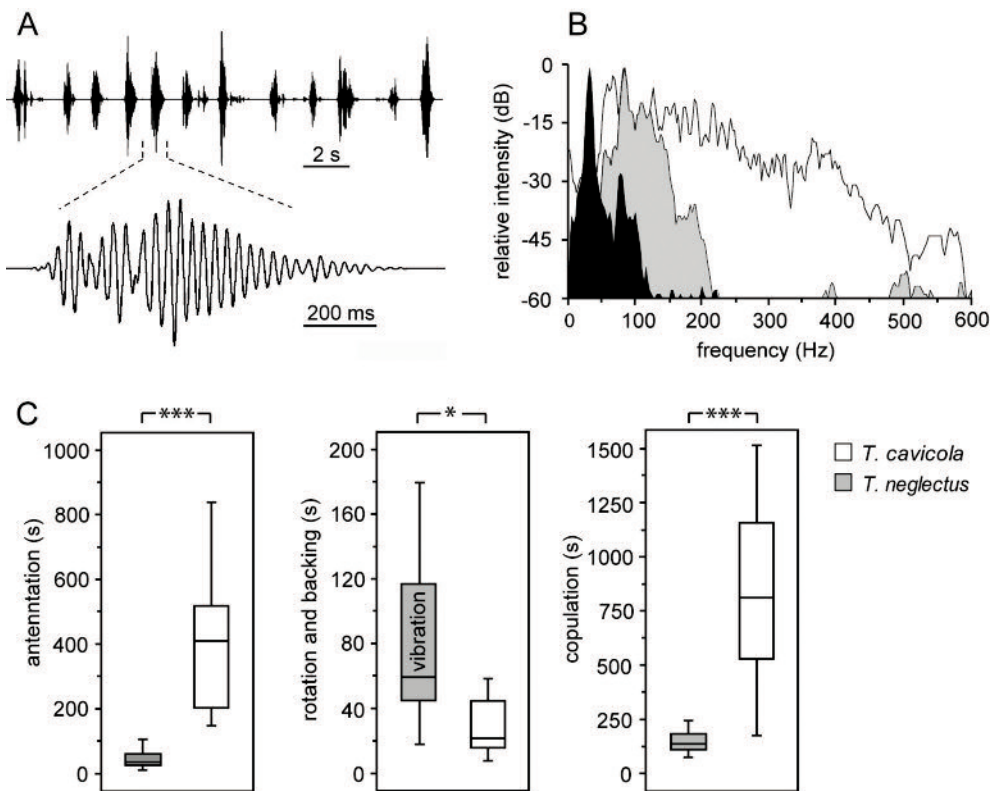 A
2 s
200 ms
B
relative intensity (dB)
0
-15
-30
-45
-60
0 100 200 300 400 500 600
frequency (Hz)
C
***
antenntation (s)
1000
800
600
400
200
0
*
rotation and backing (s)
200
160
120
80
40
0
vibration
***
copulation (s)
1500
1250
1000
750
500
250
0
T. cavicola
T. neglectus